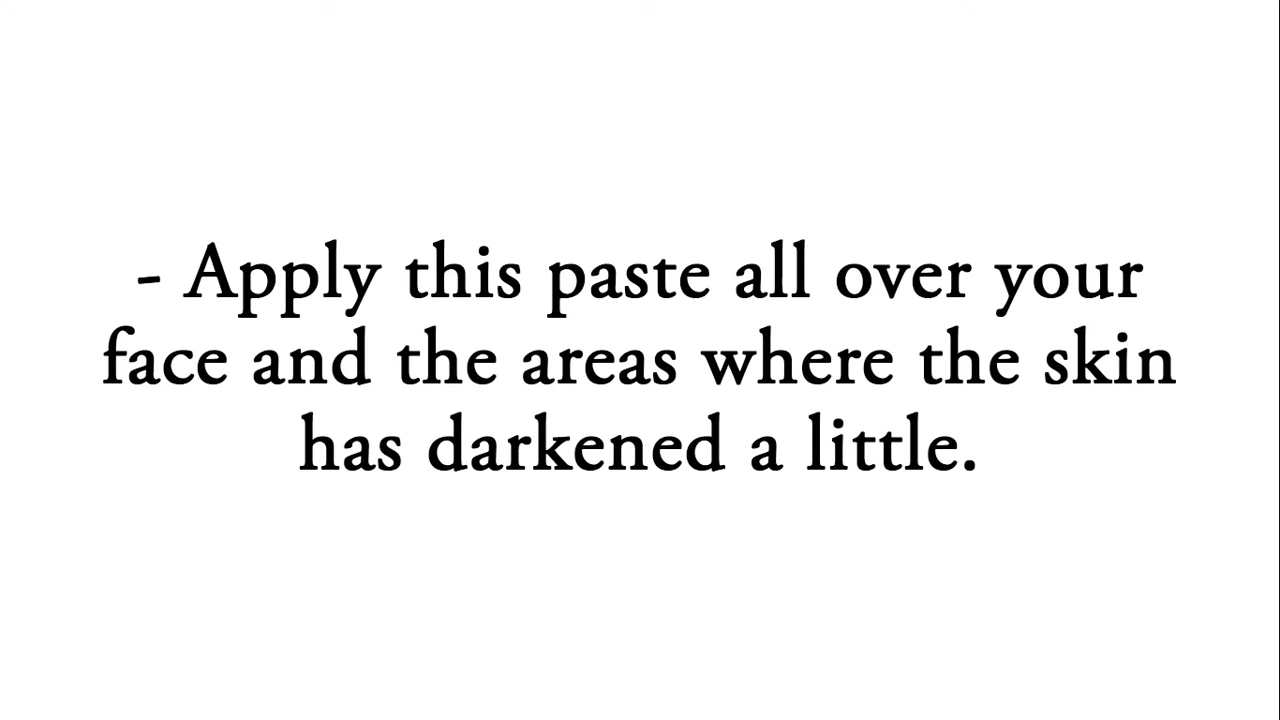 - Apply this paste all over your
face and the areas where the skin
has darkened a little.